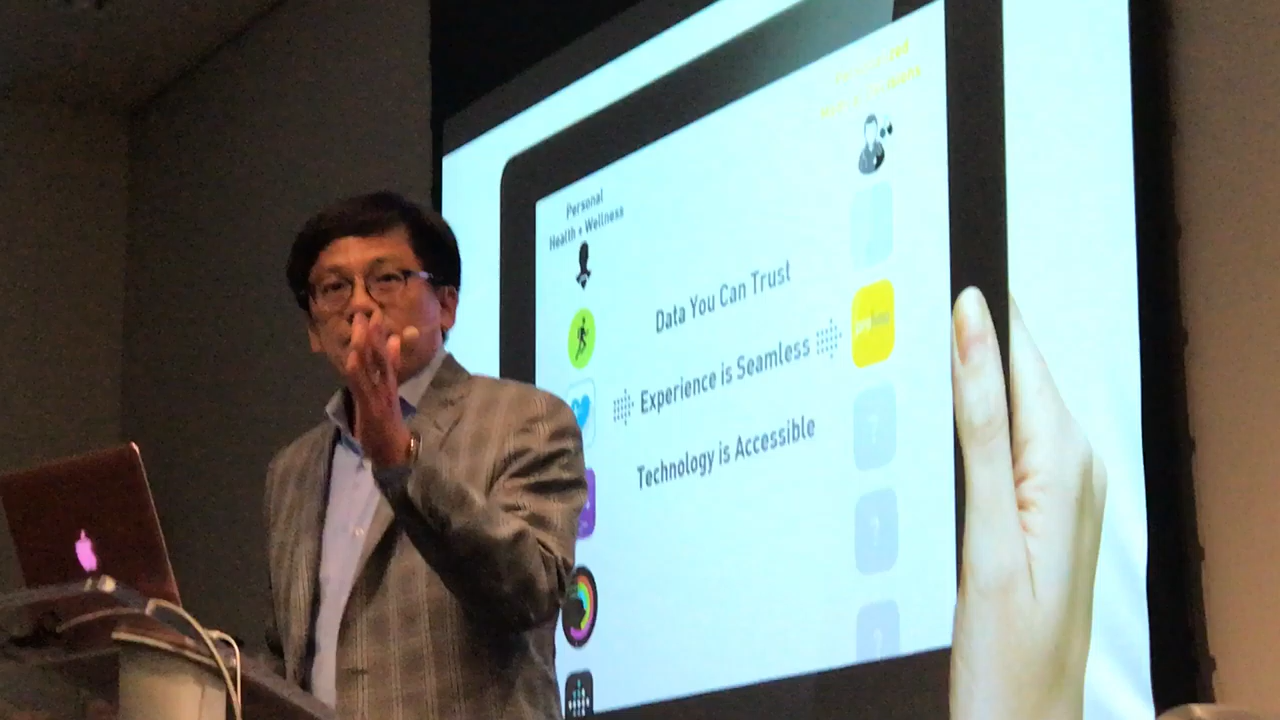 Personal
Health + Wellness
Data You Can Trust
Experience is Seamless
Technology is Accessible
?
?
?